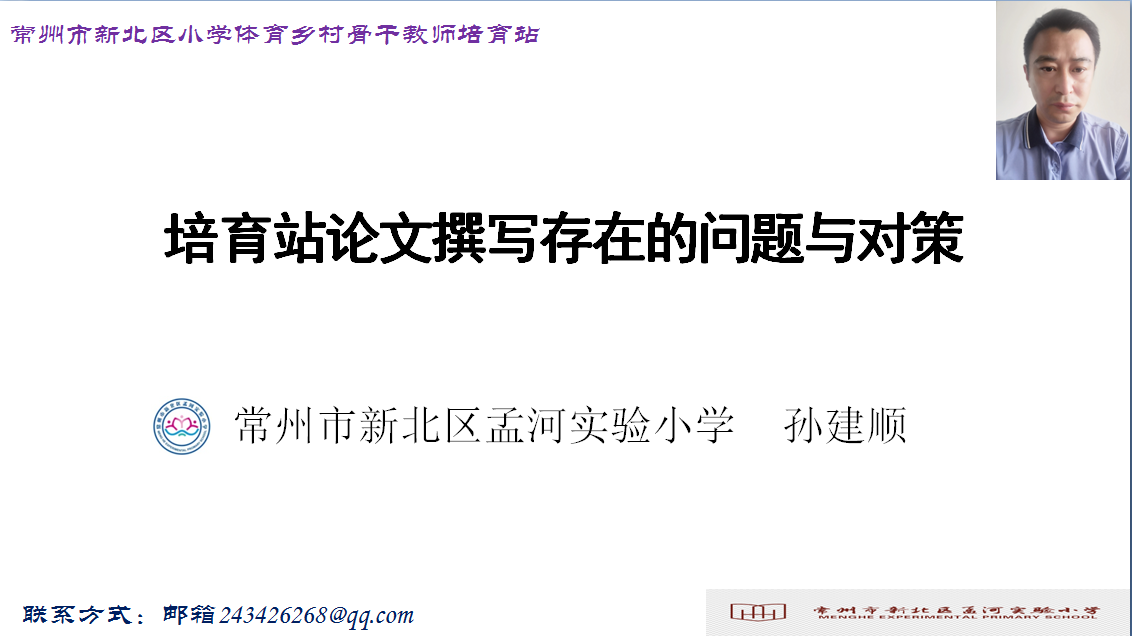 常州市新北区小学体育乡村骨干教师培育站
培育站论文撰写存在的问题与对策
常州市新北区孟河实验小学 孙建顺
联系方式：邮箱243426268@qq.com
常州市新北区孟河实验小学
MENGHE EXPERIMENTAL PRIMARY SCHOOL